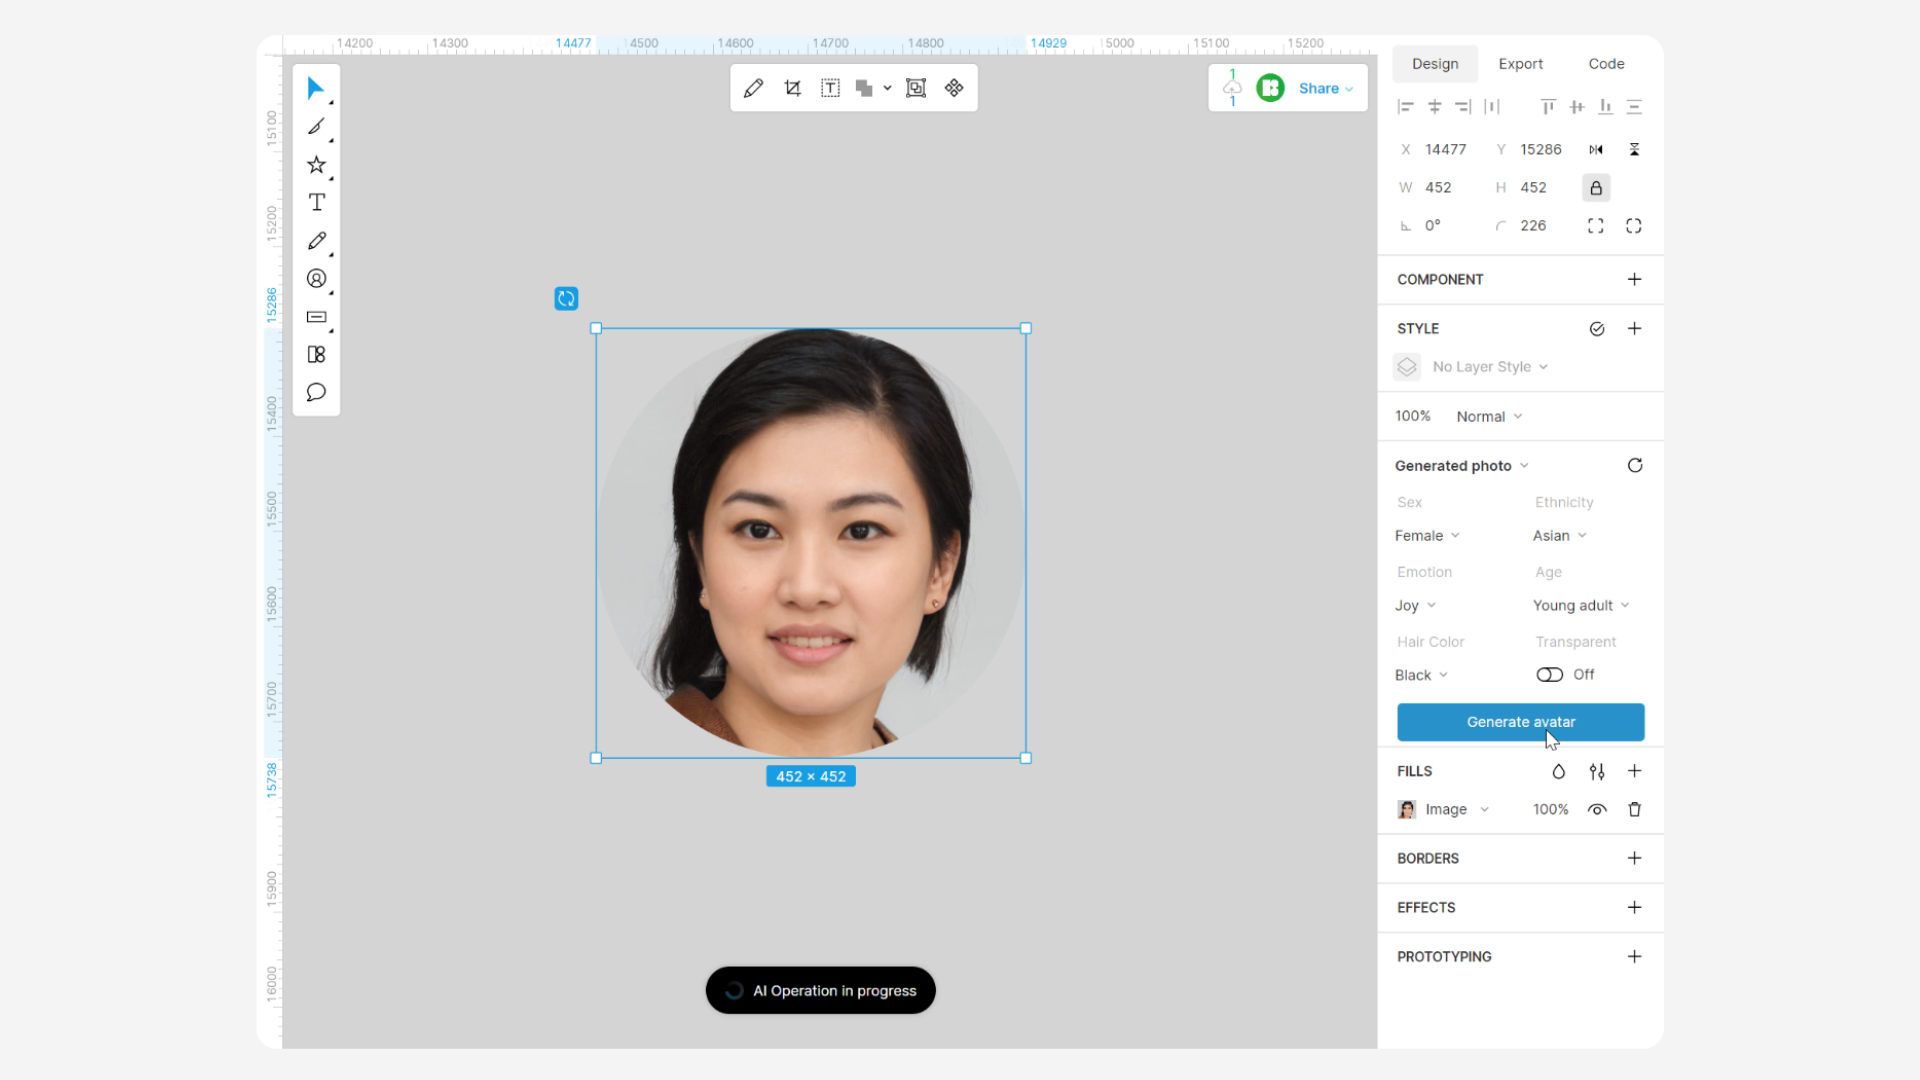 14200 14300 14477 14500 14600 14700 14800 14929 15000 15100 15200
15100
15200
15286
15400
15500
15600
15700
15738
15900
16000
1
1
Share
Design Export Code
X 14477 Y 15286
W 452 H 452
0° 226
COMPONENT
STYLE
No Layer Style
100% Normal
Generated photo
Sex Ethnicity
Female Asian
Emotion Age
Joy Young adult
Hair Color Transparent
Black Off
Generate avatar
FILLS
Image 100%
BORDERS
EFFECTS
PROTOTYPING
452 × 452
AI Operation in progress